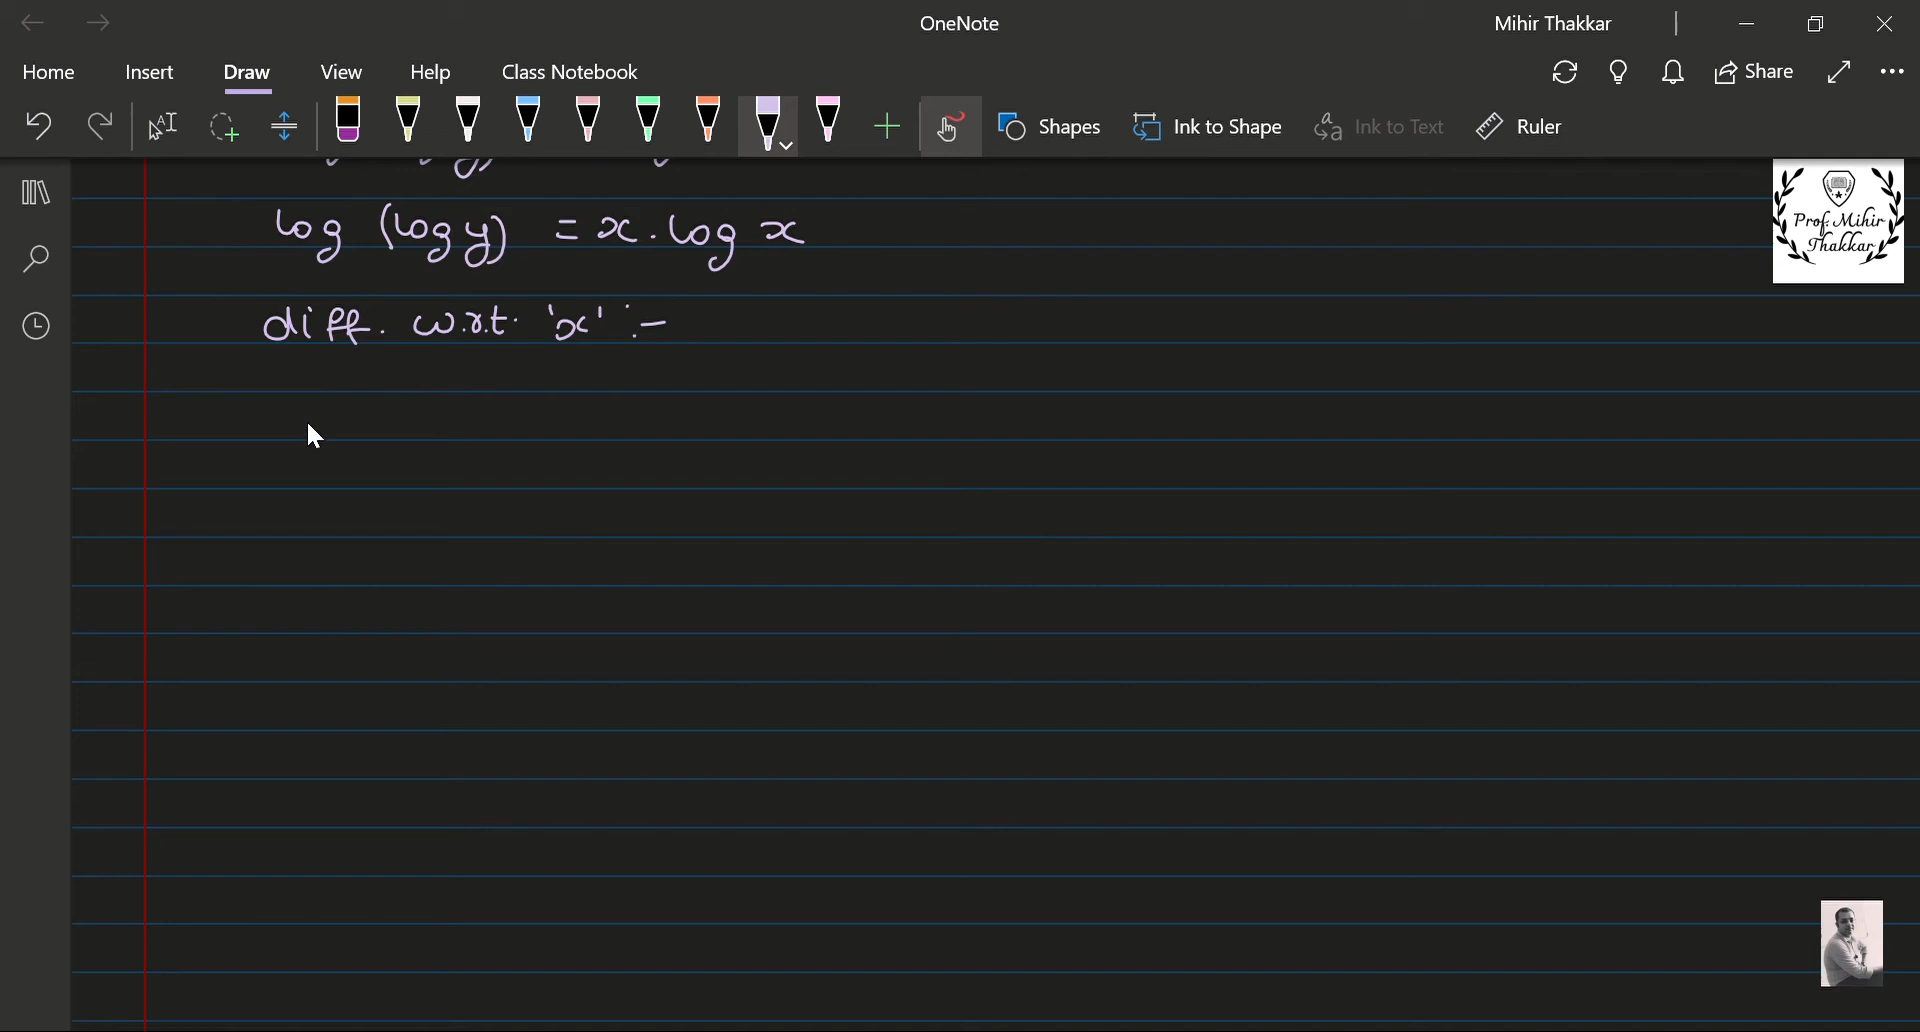 OneNote
Mihir Thakkar
Home Insert Draw View Help Class Notebook
Share
Shapes Ink to Shape Ink to Text Ruler
log (log y) = x . log x
diff. w.r.t. 'x' :-
Prof. Mihir
Thakkar